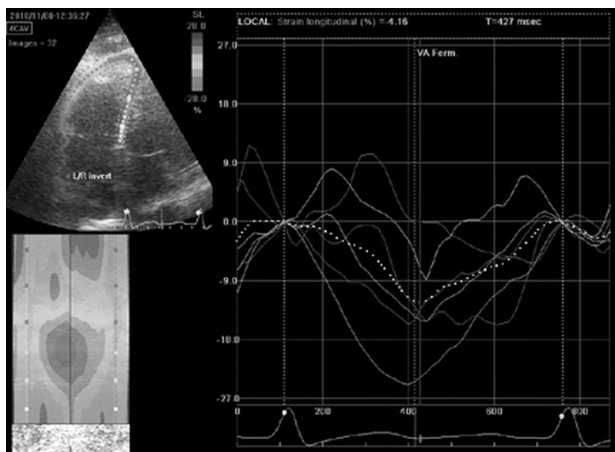 2016/11/08 12:36:27
4CAV
Images = 32
SL
28.0
-28.0
%
L/R invert
LOCAL: Strain longitudinal (%) =-4.16 T=427 msec
VA Ferm.
27.0
18.0
9.0
0.0
-9.0
-18.0
-27.0
0 200 400 600 800